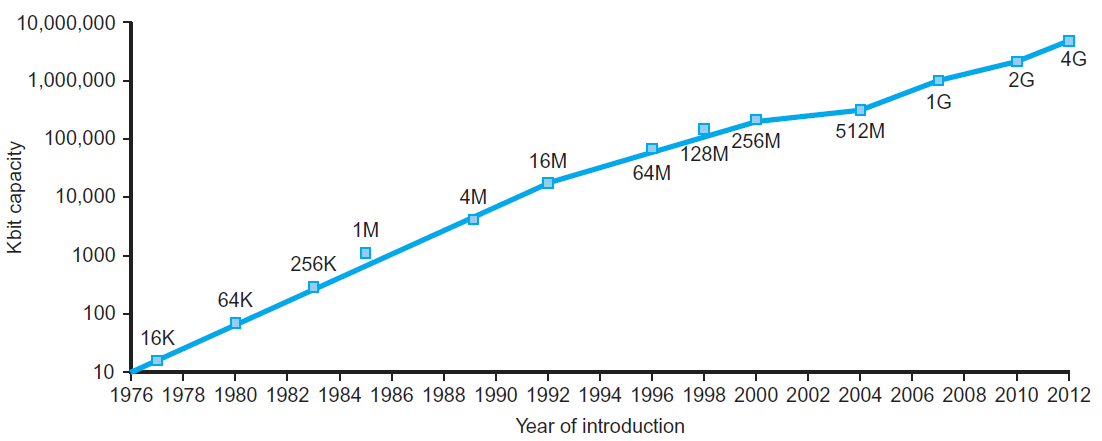 10,000,000
1,000,000
100,000
10,000
1000
100
10
Kbit capacity
16K
64K
256K
1M
4M
16M
64M
128M
256M
512M
1G
2G
4G
1976 1978 1980 1982 1984 1986 1988 1990 1992 1994 1996 1998 2000 2002 2004 2006 2008 2010 2012
Year of introduction